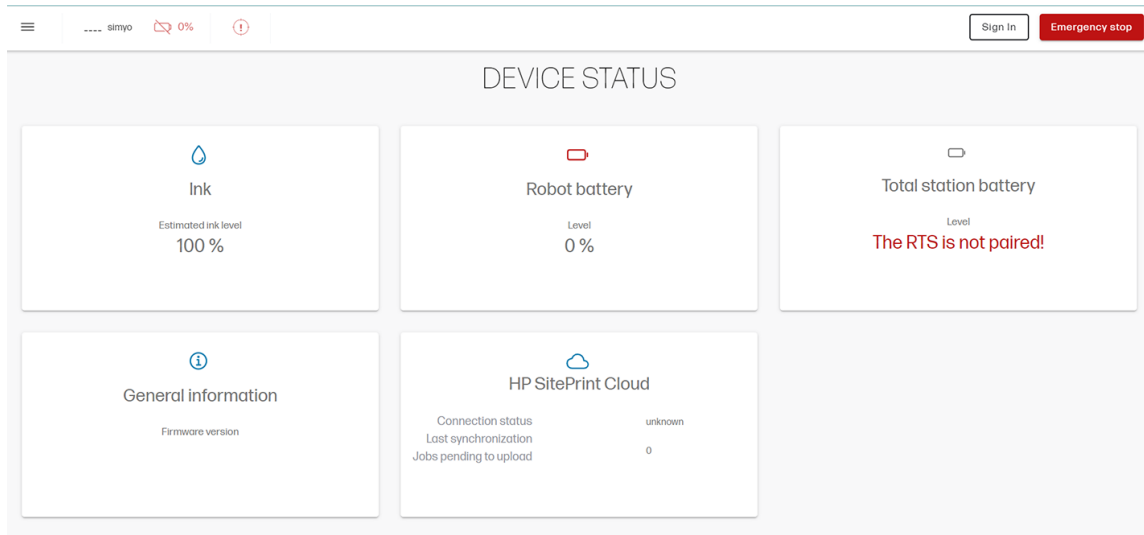 ---- simyo 0% Sign In Emergency stop
DEVICE STATUS
Ink
Estimated ink level
100 %
Robot battery
Level
0 %
Total station battery
Level
The RTS is not paired!
General information
Firmware version
HP SitePrint Cloud
Connection status unknown
Last synchronization
Jobs pending to upload 0